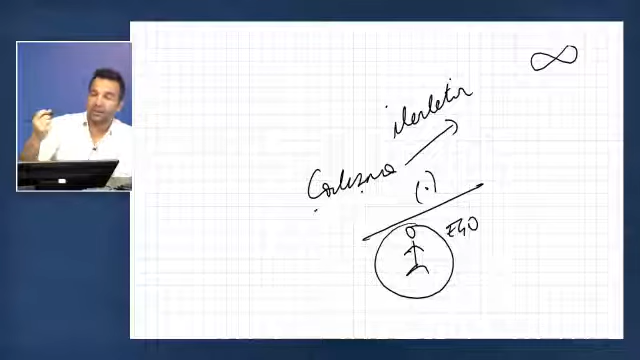 ∞
ilerletir
Çalışma
(.)
EGO